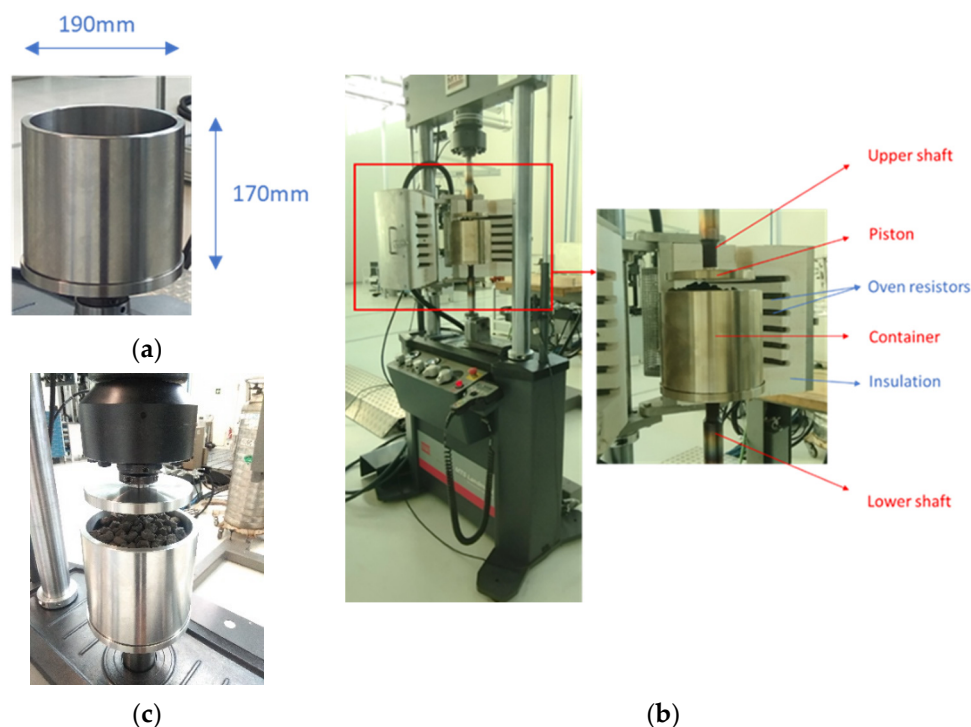 190mm
170mm
(a)
Upper shaft
Piston
Oven resistors
Container
Insulation
Lower shaft
(c)
(b)